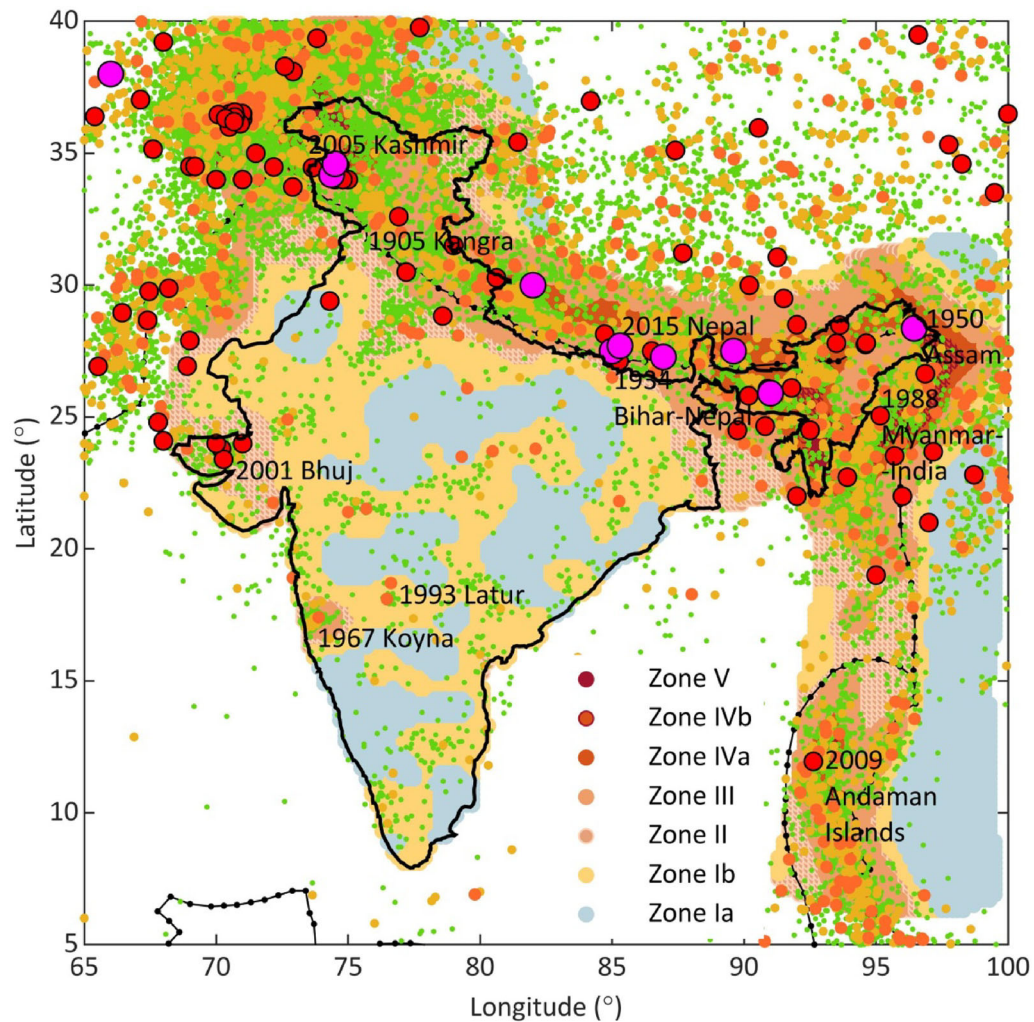 40
35
30
25
20
15
10
5
Latitude (°)
2005 Kashmir
1905 Kangra
2015 Nepal
1934
Bihar-Nepal
1950
Assam
1988
Myanmar-
-India
2001 Bhuj
1993 Latur
1967 Koyna
2009
Andaman
Islands
Zone V
Zone IVb
Zone IVa
Zone III
Zone II
Zone Ib
Zone Ia
65 70 75 80 85 90 95 100
Longitude (°)